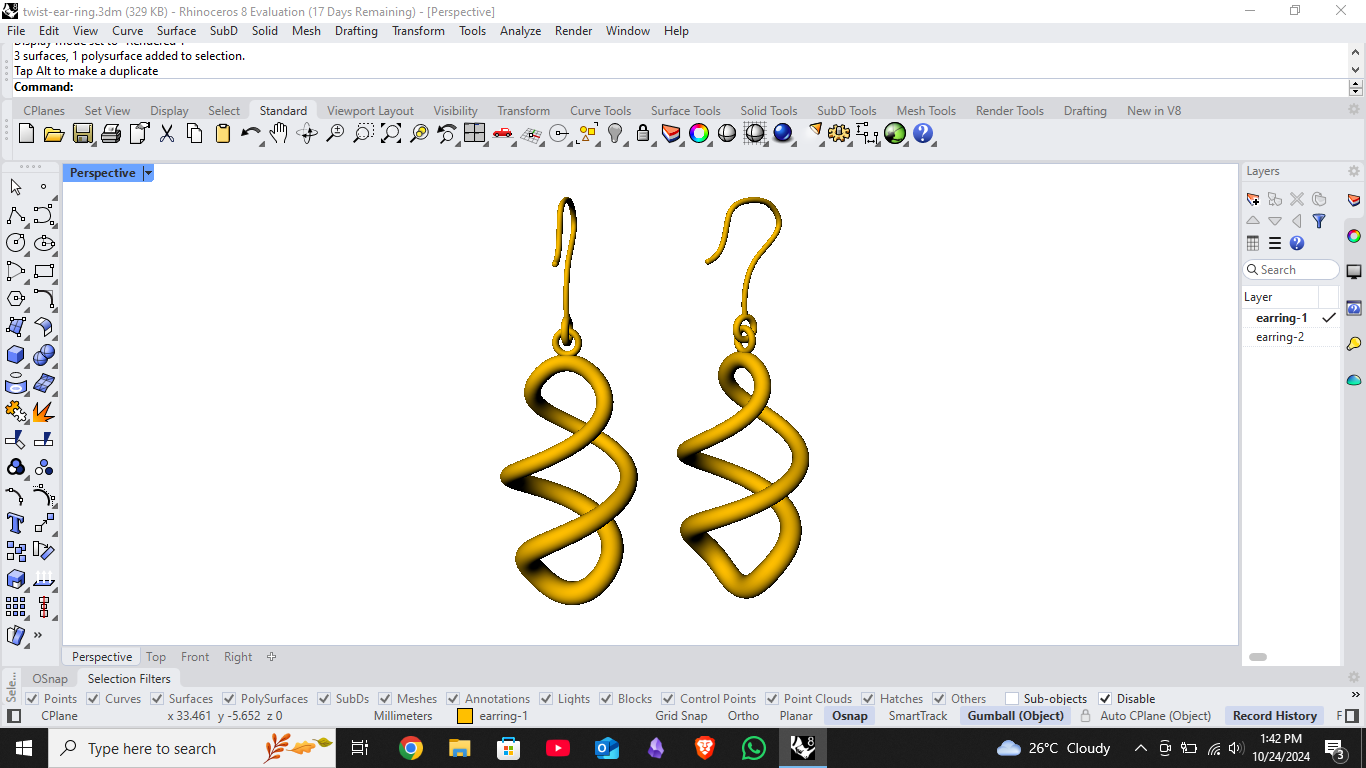 twist-ear-ring.3dm (329 KB) - Rhinoceros 8 Evaluation (17 Days Remaining) - [Perspective]
File Edit View Curve Surface SubD Solid Mesh Drafting Transform Tools Analyze Render Window Help
3 surfaces, 1 polysurface added to selection.
Tap Alt to make a duplicate
Command:
CPlanes Set View Display Select Standard Viewport Layout Visibility Transform Curve Tools Surface Tools Solid Tools SubD Tools Mesh Tools Render Tools Drafting New in V8
Perspective
Layers
Search
Layer
earring-1
earring-2
Perspective Top Front Right
OSnap Selection Filters
Points Curves Surfaces PolySurfaces SubDs Meshes Annotations Lights Blocks Control Points Point Clouds Hatches Others Sub-objects Disable
CPlane x 33.461 y -5.652 z 0 Millimeters earring-1 Grid Snap Ortho Planar Osnap SmartTrack Gumball (Object) Auto CPlane (Object) Record History F
Type here to search
26°C Cloudy
1:42 PM
10/24/2024
3